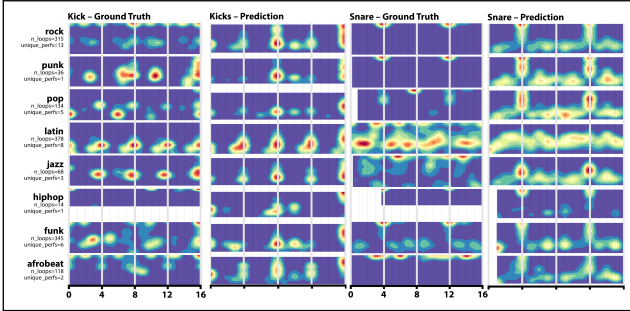 Kick – Ground Truth
Kicks – Prediction
Snare – Ground Truth
Snare – Prediction
rock
n_loops=315
unique_perfs=13
punk
n_loops=36
unique_perfs=1
pop
n_loops=134
unique_perfs=5
latin
n_loops=378
unique_perfs=8
jazz
n_loops=68
unique_perfs=3
hiphop
n_loops=14
unique_perfs=1
funk
n_loops=345
unique_perfs=6
afrobeat
n_loops=118
unique_perfs=2
0 4 8 12 16
0 4 8 12 16